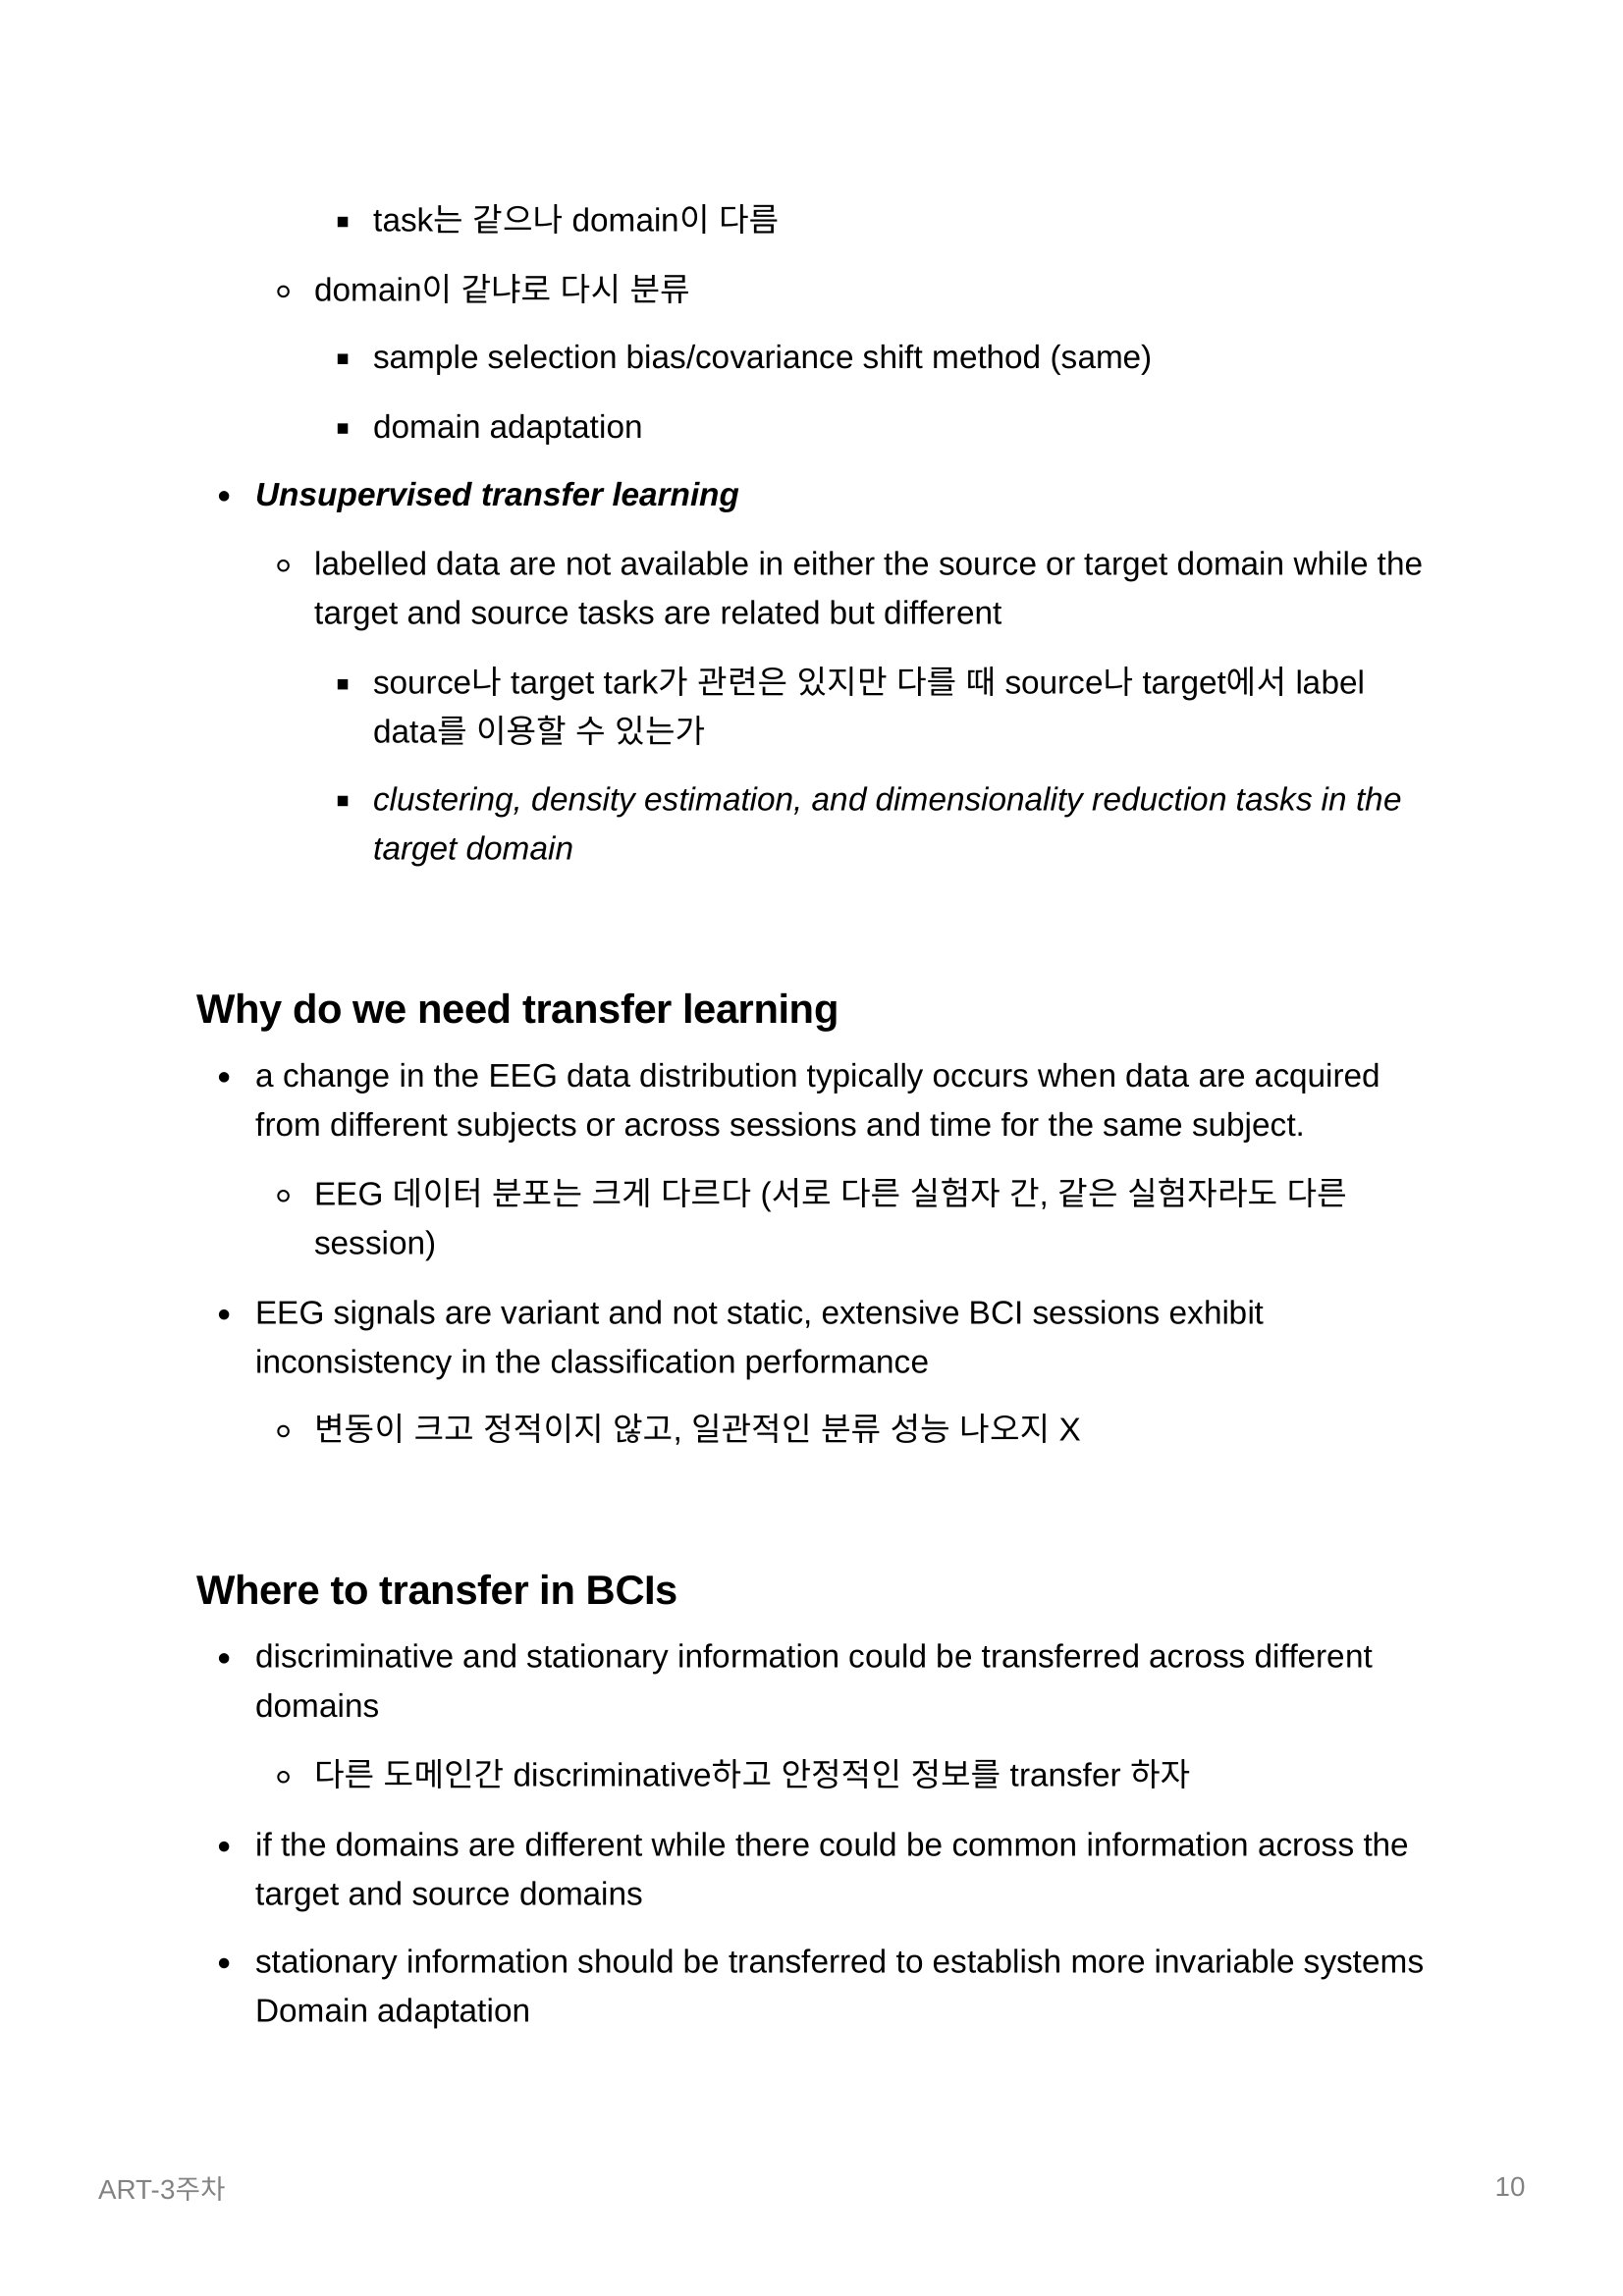 task는 같으나 domain이 다름
domain이 같냐로 다시 분류
sample selection bias/covariance shift method (same)
domain adaptation
Unsupervised transfer learning
labelled data are not available in either the source or target domain while the
target and source tasks are related but different
source나 target tark가 관련은 있지만 다를 때 source나 target에서 label
data를 이용할 수 있는가
clustering, density estimation, and dimensionality reduction tasks in the
target domain
Why do we need transfer learning
a change in the EEG data distribution typically occurs when data are acquired
from different subjects or across sessions and time for the same subject.
EEG 데이터 분포는 크게 다르다 (서로 다른 실험자 간, 같은 실험자라도 다른
session)
EEG signals are variant and not static, extensive BCI sessions exhibit
inconsistency in the classification performance
변동이 크고 정적이지 않고, 일관적인 분류 성능 나오지 X
Where to transfer in BCIs
discriminative and stationary information could be transferred across different
domains
다른 도메인간 discriminative하고 안정적인 정보를 transfer 하자
if the domains are different while there could be common information across the
target and source domains
stationary information should be transferred to establish more invariable systems
Domain adaptation
ART-3주차
10